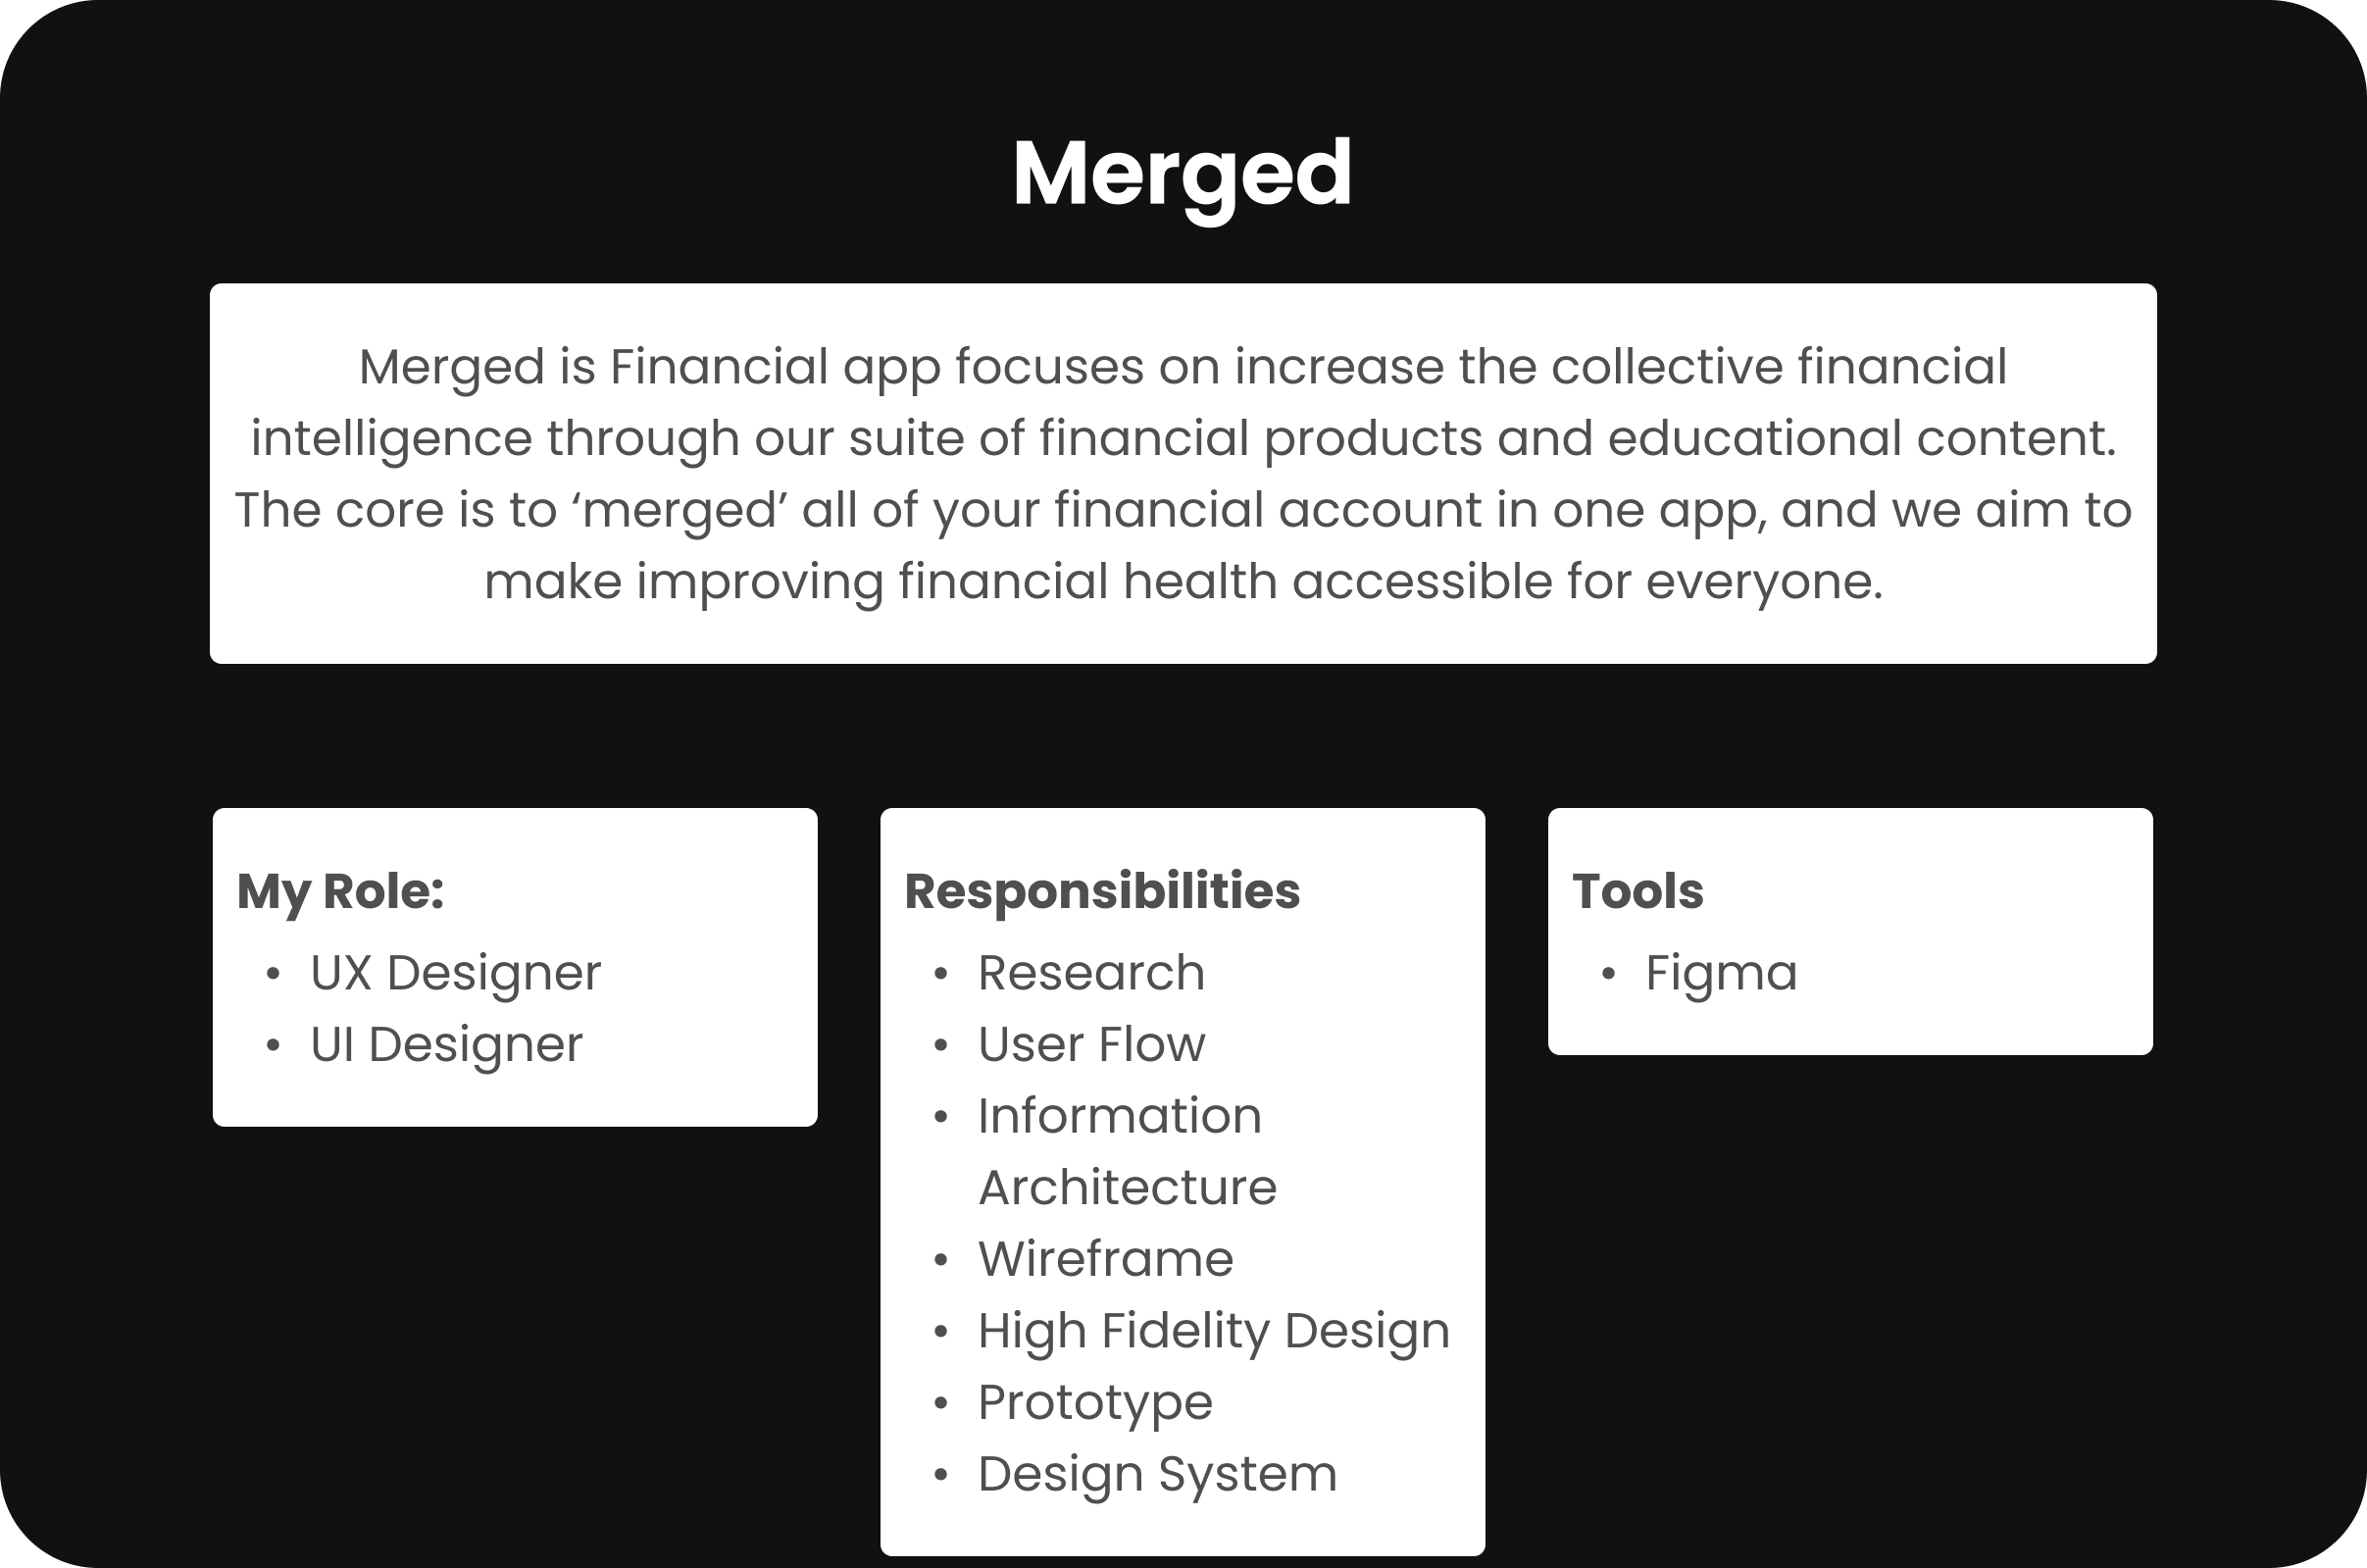 Merged
Merged is Financial app focuses on increase the collective financial
intelligence through our suite of financial products and educational content.
The core is to ‘merged’ all of your financial account in one app, and we aim to
make improving financial health accessible for everyone.
My Role:
• UX Designer
• UI Designer
Responsibilities
• Research
• User Flow
• Information
Architecture
• Wireframe
• High Fidelity Design
• Prototype
• Design System
Tools
• Figma